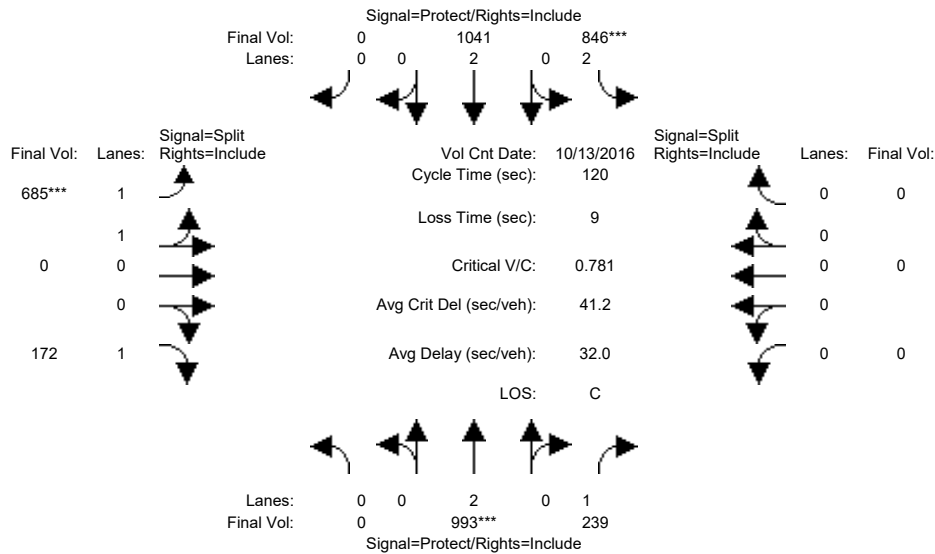 Signal=Protect/Rights=Include
Final Vol: 0 1041 846***
Lanes: 0 0 2 0 2
Signal=Split Signal=Split
Final Vol: Lanes: Rights=Include Vol Cnt Date: 10/13/2016 Rights=Include Lanes: Final Vol:
Cycle Time (sec): 120
685*** 1 0 0
Loss Time (sec): 9
1 0
0 0 Critical V/C: 0.781 0 0
0 Avg Crit Del (sec/veh): 41.2 0
172 1 Avg Delay (sec/veh): 32.0 0 0
LOS: C
Lanes: 0 0 2 0 1
Final Vol: 0 993*** 239
Signal=Protect/Rights=Include